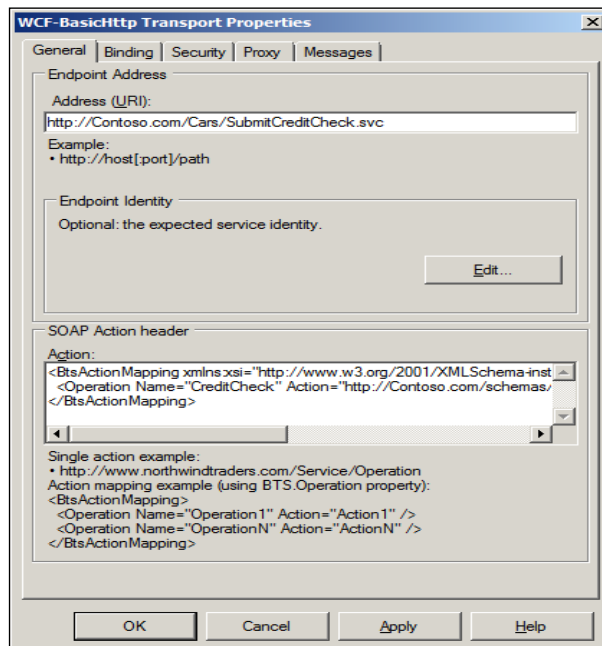 WCF-BasicHttp Transport Properties
General Binding Security Proxy Messages
Endpoint Address
Address (URI):
http://Contoso.com/Cars/SubmitCreditCheck.svc
Example:
• http://host[:port]/path
Endpoint Identity
Optional: the expected service identity.
Edit...
SOAP Action header
Action:
<BtsActionMapping xmlns:xsi="http://www.w3.org/2001/XMLSchema-inst
<Operation Name="CreditCheck" Action="http://Contoso.com/schemas/
</BtsActionMapping>
Single action example:
• http://www.northwindtraders.com/Service/Operation
Action mapping example (using BTS.Operation property):
<BtsActionMapping>
<Operation Name="Operation1" Action="Action1" />
<Operation Name="OperationN" Action="ActionN" />
</BtsActionMapping>
OK Cancel Apply Help